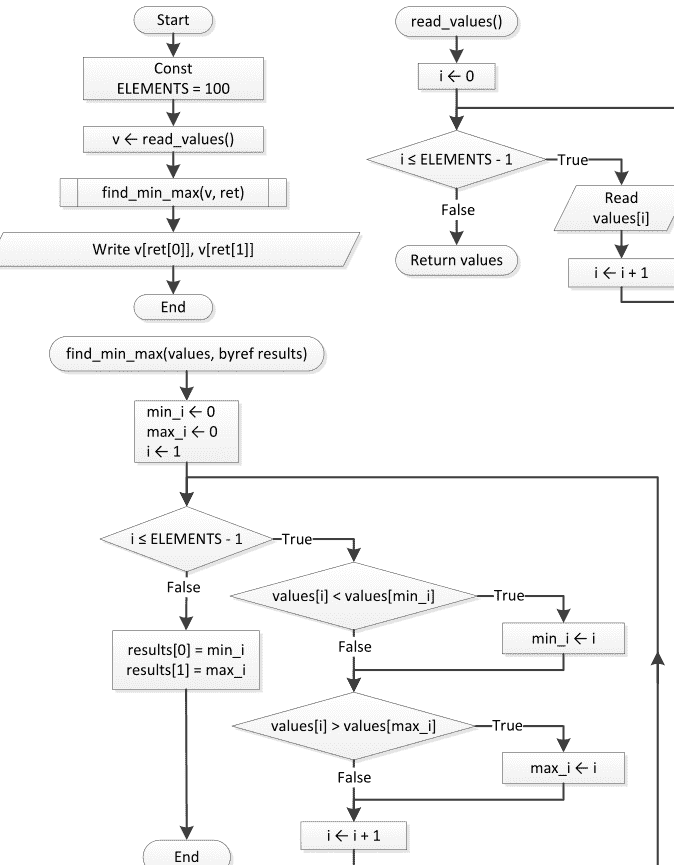 Start
Const
ELEMENTS = 100
v ← read_values()
find_min_max(v, ret)
Write v[ret[0]], v[ret[1]]
End
read_values()
i ← 0
i ≤ ELEMENTS - 1
True
False
Read
values[i]
i ← i + 1
Return values
find_min_max(values, byref results)
min_i ← 0
max_i ← 0
i ← 1
i ≤ ELEMENTS - 1
True
False
values[i] < values[min_i]
True
min_i ← i
False
results[0] = min_i
results[1] = max_i
values[i] > values[max_i]
True
max_i ← i
False
i ← i + 1
End